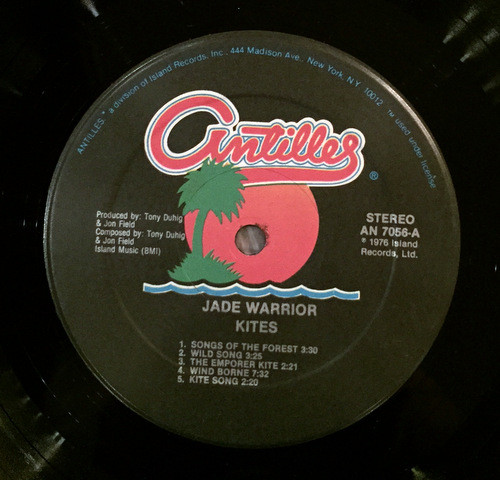 ANTILLES ® a division of Island Records, Inc., 444 Madison Ave., New York, N.Y. 10012 ™ used under license
antilles
®
Produced by: Tony Duhig
& Jon Field
Composed by: Tony Duhig
& Jon Field
Island Music (BMI)
STEREO
AN 7056-A
℗ 1976 Island
Records, Ltd.
JADE WARRIOR
KITES
1. SONGS OF THE FOREST 3:30
2. WILD SONG 3:25
3. THE EMPORER KITE 2:21
4. WIND BORNE 7:32
5. KITE SONG 2:20